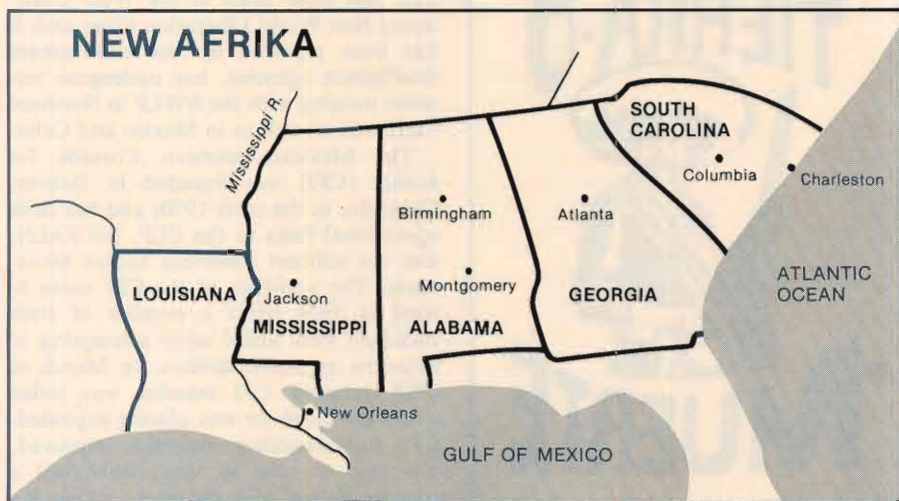 NEW AFRIKA
Mississippi R.
SOUTH
CAROLINA
Columbia
Charleston
Birmingham
Atlanta
ATLANTIC
OCEAN
Montgomery
LOUISIANA
Jackson
GEORGIA
MISSISSIPPI
ALABAMA
New Orleans
GULF OF MEXICO